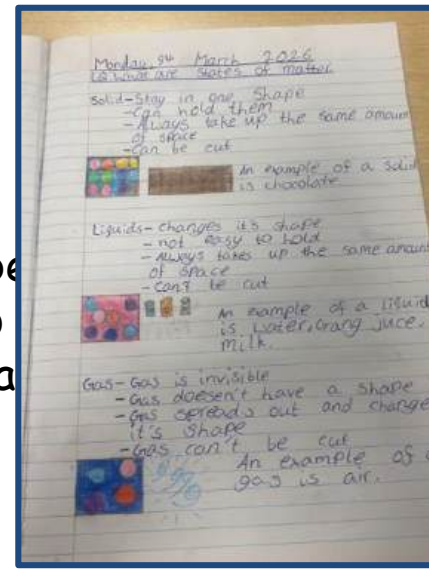 Monday 9th March 2026
LQ What are states of matter.
Solid-Stay in one shape
-Can hold them
-Always take up the same amount
of space
-Can be cut
An example of a solid
is chocolate
Liquids- changes it's shape
- not easy to hold
- Always takes up the same amount
of space
- Can't be cut
An example of a liquid
is water, orang juce,
milk.
Gas- Gas is invisible
- Gas doesen't have a shape
- Gas spreads out and change
it's shape
- Gas can't be cut
An example of a
gas is air.